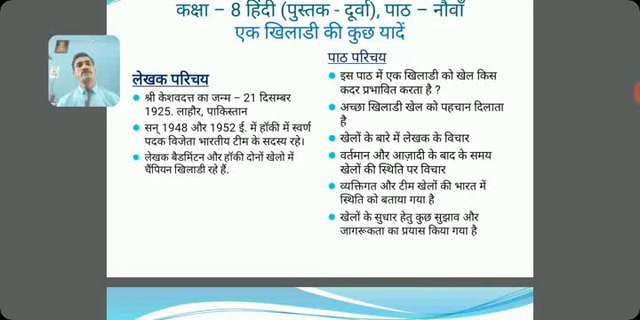 कक्षा – 8 हिंदी (पुस्तक - दूर्वा), पाठ – नौवाँ
एक खिलाडी की कुछ यादें
लेखक परिचय
श्री केशवदत्त का जन्म – 21 दिसम्बर
1925. लाहौर, पाकिस्तान
सन् 1948 और 1952 ई. में हॉकी में स्वर्ण
पदक विजेता भारतीय टीम के सदस्य रहे।
लेखक बैडमिंटन और हॉकी दोनों खेलो में
चैंपियन खिलाडी रहे हैं.
पाठ परिचय
इस पाठ में एक खिलाडी को खेल किस
कदर प्रभावित करता है ?
अच्छा खिलाडी खेल को पहचान दिलाता
है
खेलों के बारे में लेखक के विचार
वर्तमान और आज़ादी के बाद के समय
खेलों की स्थिति पर विचार
व्यक्तिगत और टीम खेलों की भारत में
स्थिति को बताया गया है
खेलों के सुधार हेतु कुछ सुझाव और
जागरूकता का प्रयास किया गया है